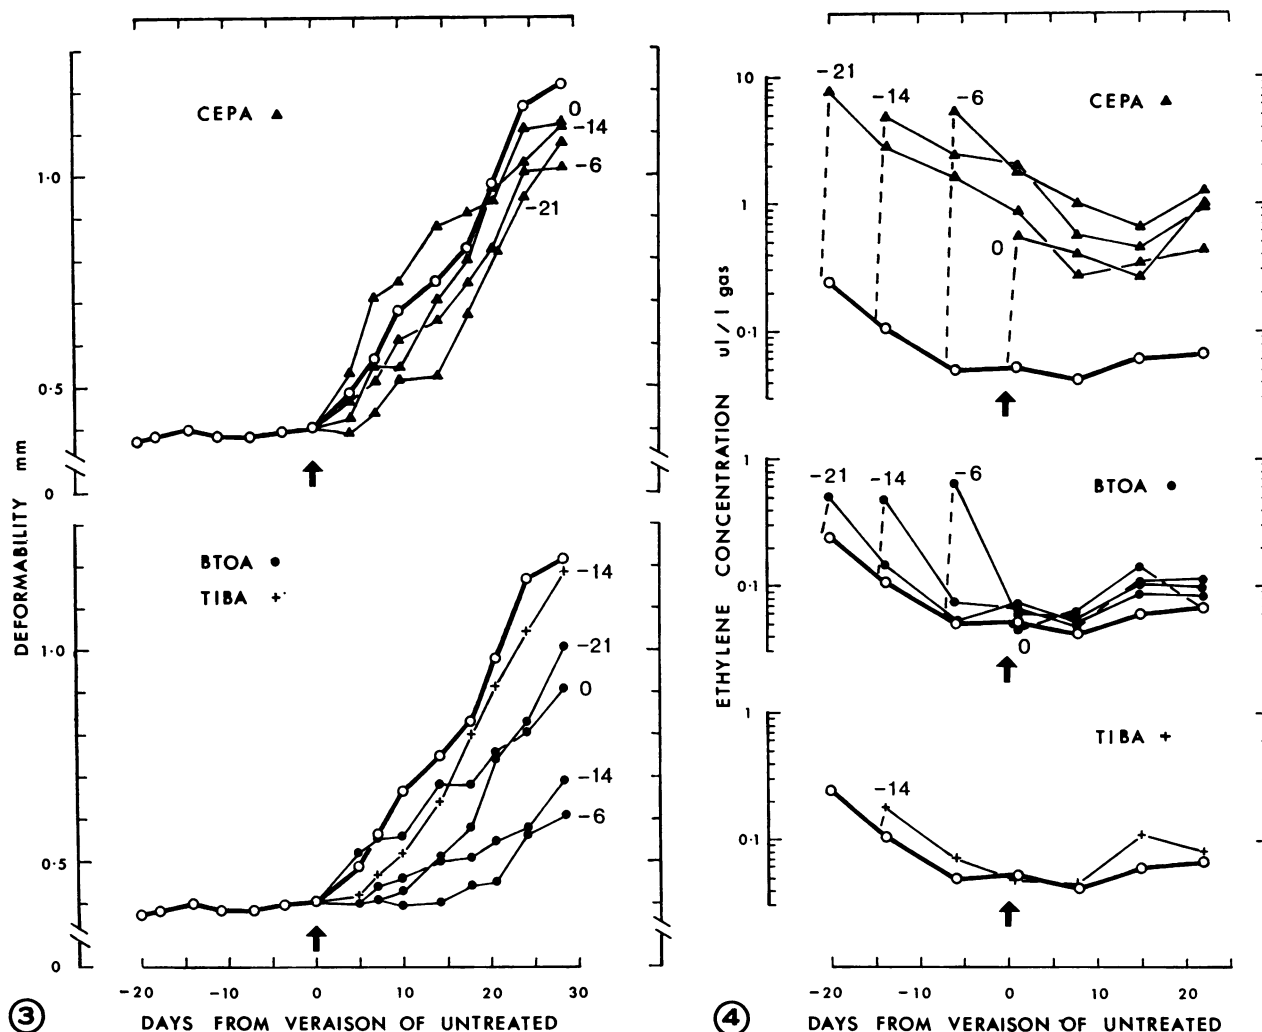 CEPA ▲
0
-14
-6
-21
1·0
0·5
0
DEFORMABILITY mm
BTOA ●
TIBA +
-14
-21
0
-14
-6
1·0
0·5
0
-20 -10 0 10 20 30
DAYS FROM VERAISON OF UNTREATED
3
10
1
0·1
-21
-14
-6
0
CEPA ▲
ETHYLENE CONCENTRATION ul/l gas
1
0·1
-21
-14
-6
0
BTOA ●
1
0·1
-14
TIBA +
-20 -10 0 10 20
DAYS FROM VERAISON OF UNTREATED
4